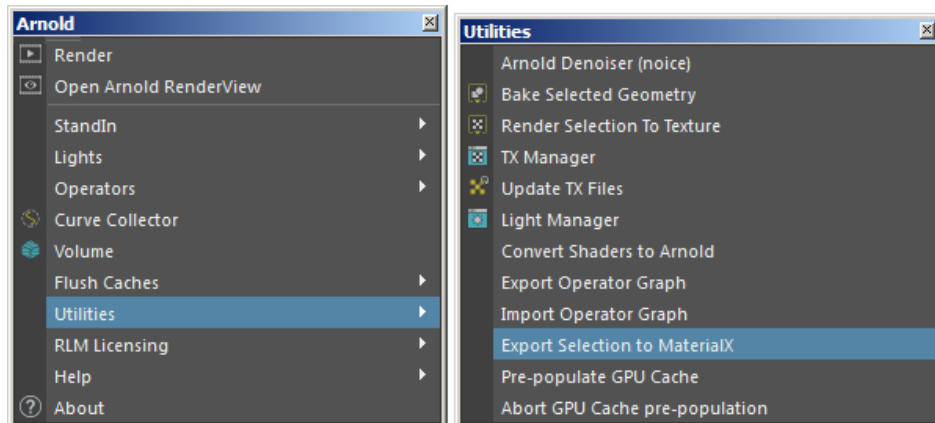 Arnold
Render
Open Arnold RenderView
StandIn
Lights
Operators
Curve Collector
Volume
Flush Caches
Utilities
RLM Licensing
Help
About
Utilities
Arnold Denoiser (noice)
Bake Selected Geometry
Render Selection To Texture
TX Manager
Update TX Files
Light Manager
Convert Shaders to Arnold
Export Operator Graph
Import Operator Graph
Export Selection to MaterialX
Pre-populate GPU Cache
Abort GPU Cache pre-population